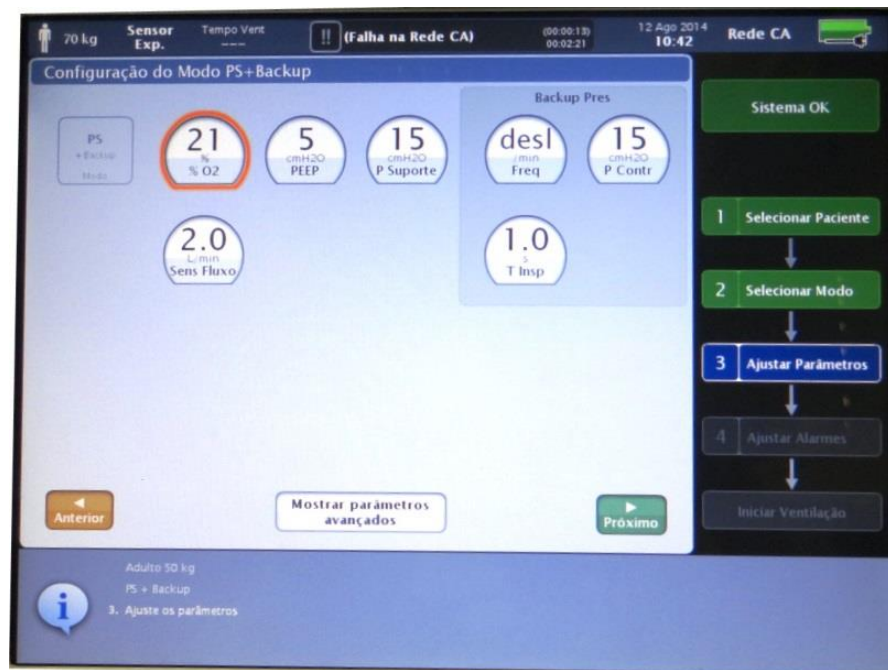 70 kg
Sensor
Exp.
Tempo Vent
---
!! (Falha na Rede CA)
(00:00:13)
00:02:21
12 Ago 2014
10:42
Rede CA
Configuração do Modo PS+Backup
PS
+ Backup
Modo
21
%
% O2
5
cmH2O
PEEP
15
cmH2O
P Suporte
2.0
L/min
Sens Fluxo
Backup Pres
desl
/min
Freq
15
cmH2O
P Contr
1.0
s
T Insp
Anterior
Mostrar parâmetros
avançados
Próximo
Sistema OK
1 Selecionar Paciente
2 Selecionar Modo
3 Ajustar Parâmetros
4 Ajustar Alarmes
Iniciar Ventilação
i
Adulto 50 kg
PS + Backup
3. Ajuste os parâmetros